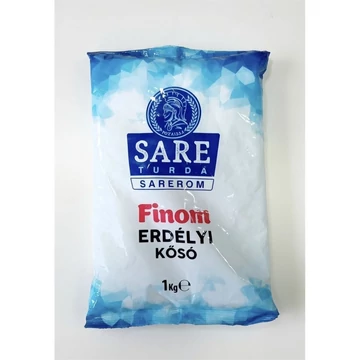 SARE
TURDA
SAREROM
Finom
ERDÉLYI
KŐSÓ
1Kg ℮